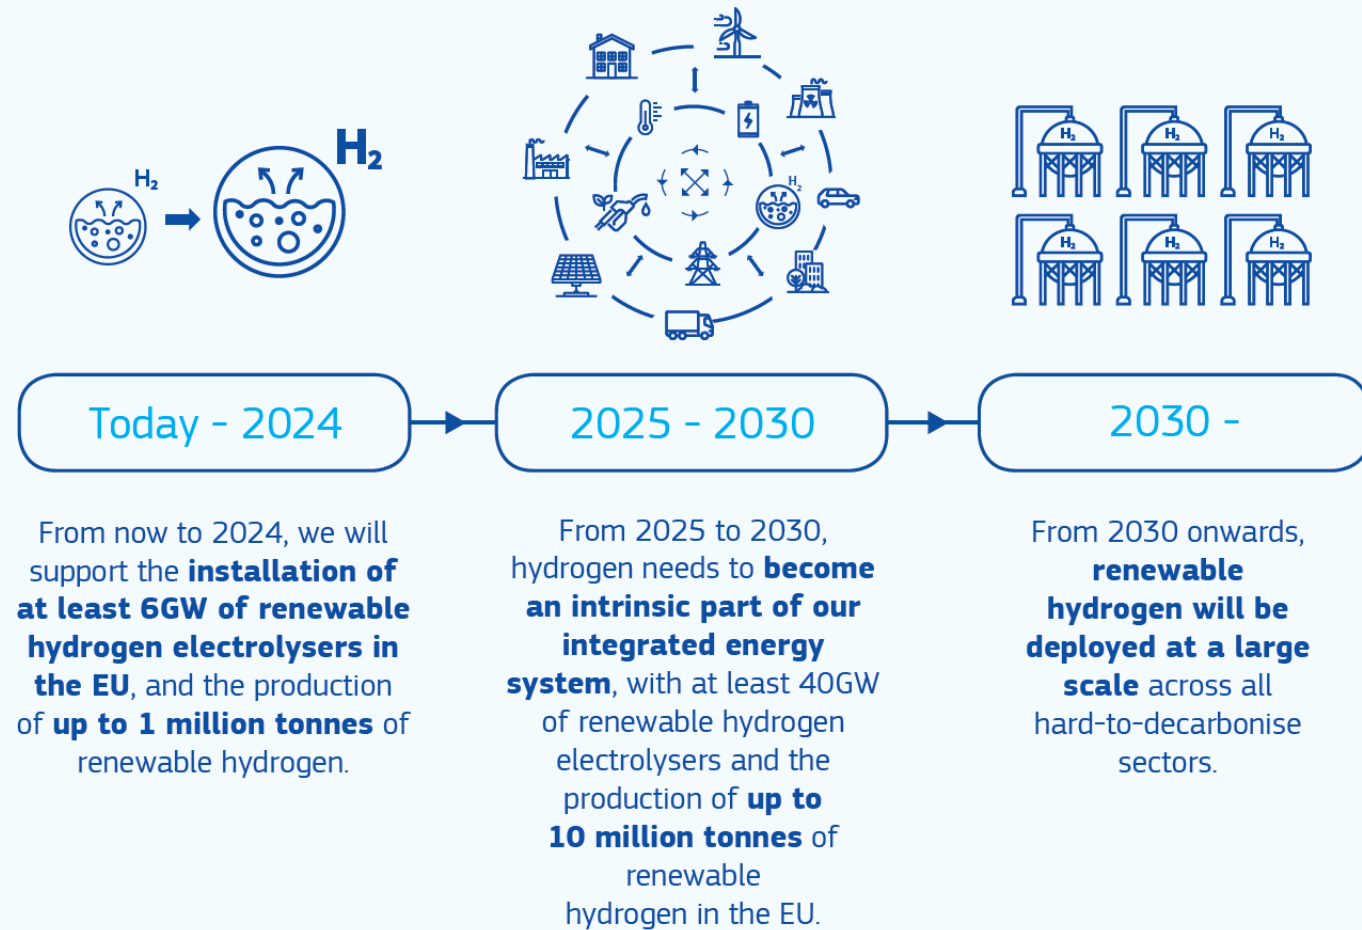 H₂
H₂
H₂
H₂
H₂
H₂
H₂
H₂
H₂
Today - 2024
2025 - 2030
2030 -
From now to 2024, we will
support the installation of
at least 6GW of renewable
hydrogen electrolysers in
the EU, and the production
of up to 1 million tonnes of
renewable hydrogen.
From 2025 to 2030,
hydrogen needs to become
an intrinsic part of our
integrated energy
system, with at least 40GW
of renewable hydrogen
electrolysers and the
production of up to
10 million tonnes of
renewable
hydrogen in the EU.
From 2030 onwards,
renewable
hydrogen will be
deployed at a large
scale across all
hard-to-decarbonise
sectors.